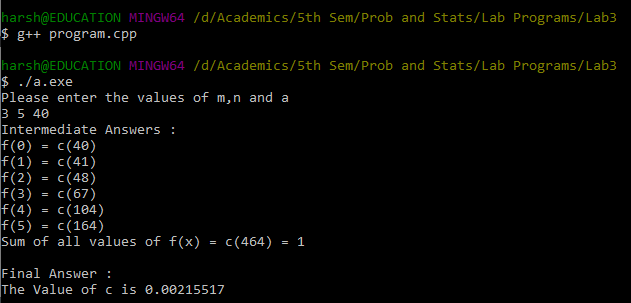 harsh@EDUCATION MINGW64 /d/Academics/5th Sem/Prob and Stats/Lab Programs/Lab3
$ g++ program.cpp
harsh@EDUCATION MINGW64 /d/Academics/5th Sem/Prob and Stats/Lab Programs/Lab3
$ ./a.exe
Please enter the values of m,n and a
3 5 40
Intermediate Answers :
f(0) = c(40)
f(1) = c(41)
f(2) = c(48)
f(3) = c(67)
f(4) = c(104)
f(5) = c(164)
Sum of all values of f(x) = c(464) = 1
Final Answer :
The Value of c is 0.00215517